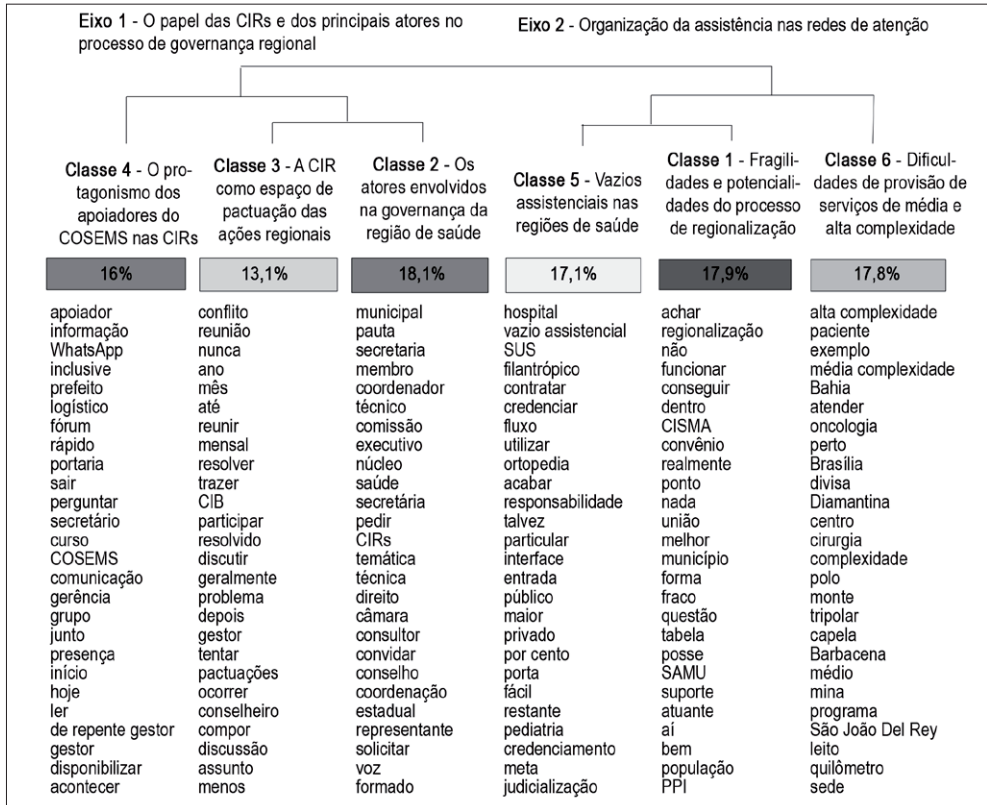 Eixo 1 - O papel das CIRs e dos principais atores no
processo de governança regional
Eixo 2 - Organização da assistência nas redes de atenção
Classe 4 - O pro-
tagonismo dos
apoiadores do
COSEMS nas CIRs
16%
apoiador
informação
WhatsApp
inclusive
prefeito
logístico
fórum
rápido
portaria
sair
perguntar
secretário
curso
COSEMS
comunicação
gerência
grupo
junto
presença
início
hoje
ler
de repente gestor
gestor
disponibilizar
acontecer
Classe 3 - A CIR
como espaço de
pactuação das
ações regionais
13,1%
conflito
reunião
nunca
ano
mês
até
reunir
mensal
resolver
trazer
CIB
participar
resolvido
discutir
geralmente
problema
depois
gestor
tentar
pactuações
ocorrer
conselheiro
compor
discussão
assunto
menos
Classe 2 - Os
atores envolvidos
na governança da
região de saúde
18,1%
municipal
pauta
secretaria
membro
coordenador
técnico
comissão
executivo
núcleo
saúde
secretária
pedir
CIRs
temática
técnica
direito
câmara
consultor
convidar
conselho
coordenação
estadual
representante
solicitar
voz
formado
Classe 5 - Vazios
assistenciais nas
regiões de saúde
17,1%
hospital
vazio assistencial
SUS
filantrópico
contratar
credenciar
fluxo
utilizar
ortopedia
acabar
responsabilidade
talvez
particular
interface
entrada
público
maior
privado
por cento
porta
fácil
restante
pediatria
credenciamento
meta
judicialização
Classe 1 - Fragili-
dades e potenciali-
dades do processo
de regionalização
17,9%
achar
regionalização
não
funcionar
conseguir
dentro
CISMA
convênio
realmente
ponto
nada
união
melhor
município
forma
fraco
questão
tabela
posse
SAMU
suporte
atuante
aí
bem
população
PPI
Classe 6 - Dificul-
dades de provisão de
serviços de média e
alta complexidade
17,8%
alta complexidade
paciente
exemplo
média complexidade
Bahia
atender
oncologia
perto
Brasília
divisa
Diamantina
centro
cirurgia
complexidade
polo
monte
tripolar
capela
Barbacena
médio
mina
programa
São João Del Rey
leito
quilômetro
sede